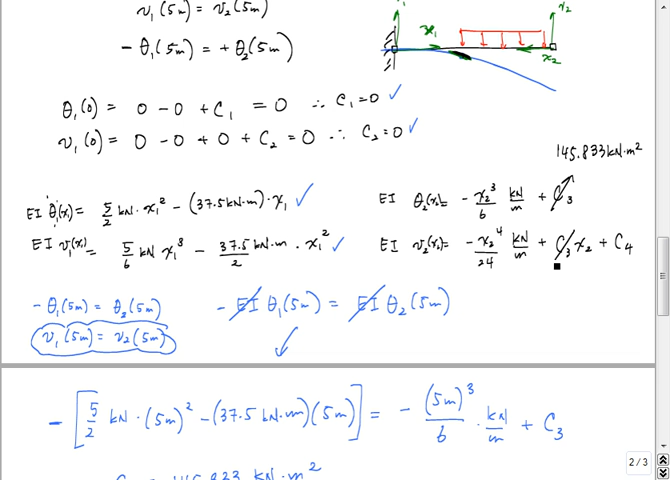 v₁(5m) = v₂(5m)
-θ₁(5m) = +θ₂(5m)
x₁
x₂
x₂
θ₁(0) = 0 - 0 + C₁ = 0 ∴ C₁=0 ✓
v₁(0) = 0 - 0 + 0 + C₂ = 0 ∴ C₂=0 ✓
145.833 kN·m²
EI θ₁(x₁) = 5/2 kN·x₁² - (37.5 kN·m)·x₁ ✓
EI θ₂(x₂) = - x₂³/6 kN/m + C₃
EI v₁(x₁) = 5/6 kN x₁³ - 37.5/2 kN·m · x₁² ✓
EI v₂(x₂) = - x₂⁴/24 kN/m + C₃ x₂ + C₄
-θ₁(5m) = θ₂(5m)
-EI θ₁(5m) = EI θ₂(5m)
v₁(5m) = v₂(5m)
- [5/2 kN·(5m)² - (37.5 kN·m)(5m)] = - (5m)³/6 · kN/m + C₃
2/3